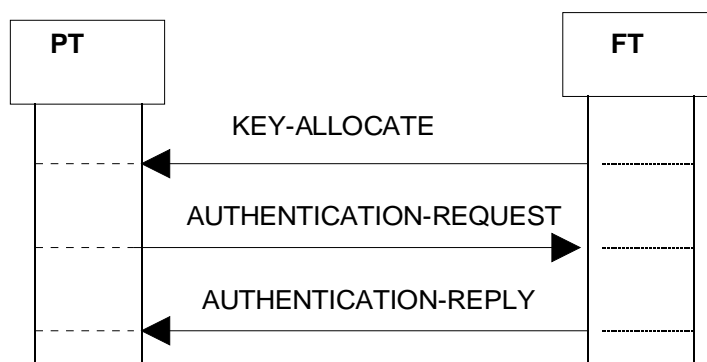 PT
FT
KEY-ALLOCATE
AUTHENTICATION-REQUEST
AUTHENTICATION-REPLY